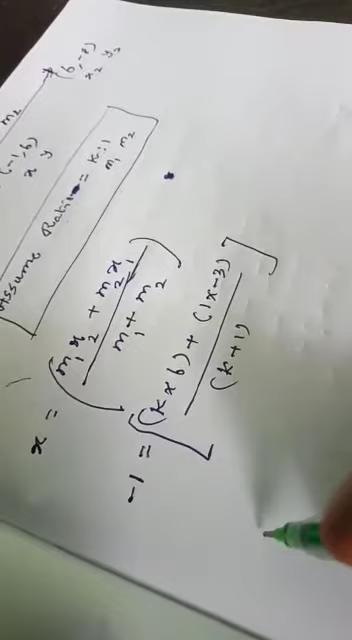 m2
(-1, 6)
x y
(6, -8)
x2 y2
Assume Ratio = K:1
m1 m2
x = (m1x2 + m2x1 / m1 + m2)
-1 = [(K×6) + (1×-3) / (k+1)]